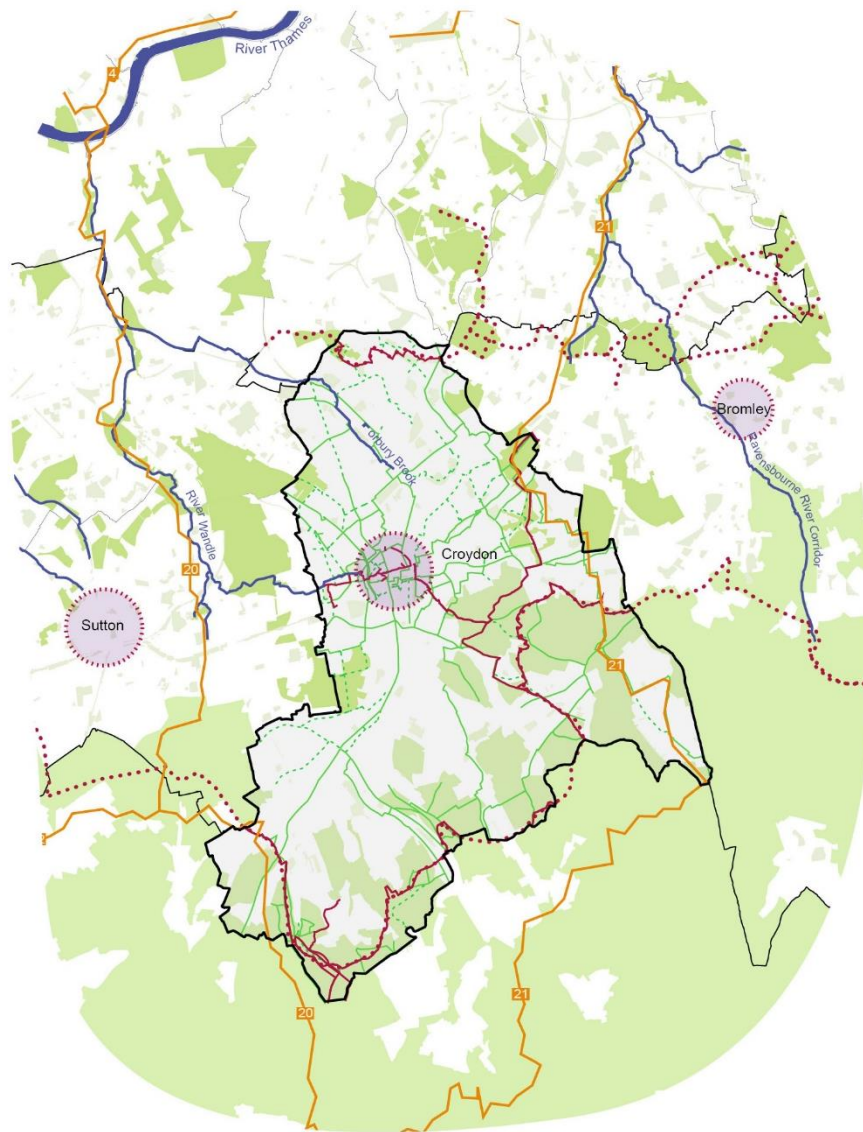 River Thames
4
21
Bromley
Norbury Brook
Ravensbourne River Corridor
River Wandle
Croydon
20
Sutton
21
21
20